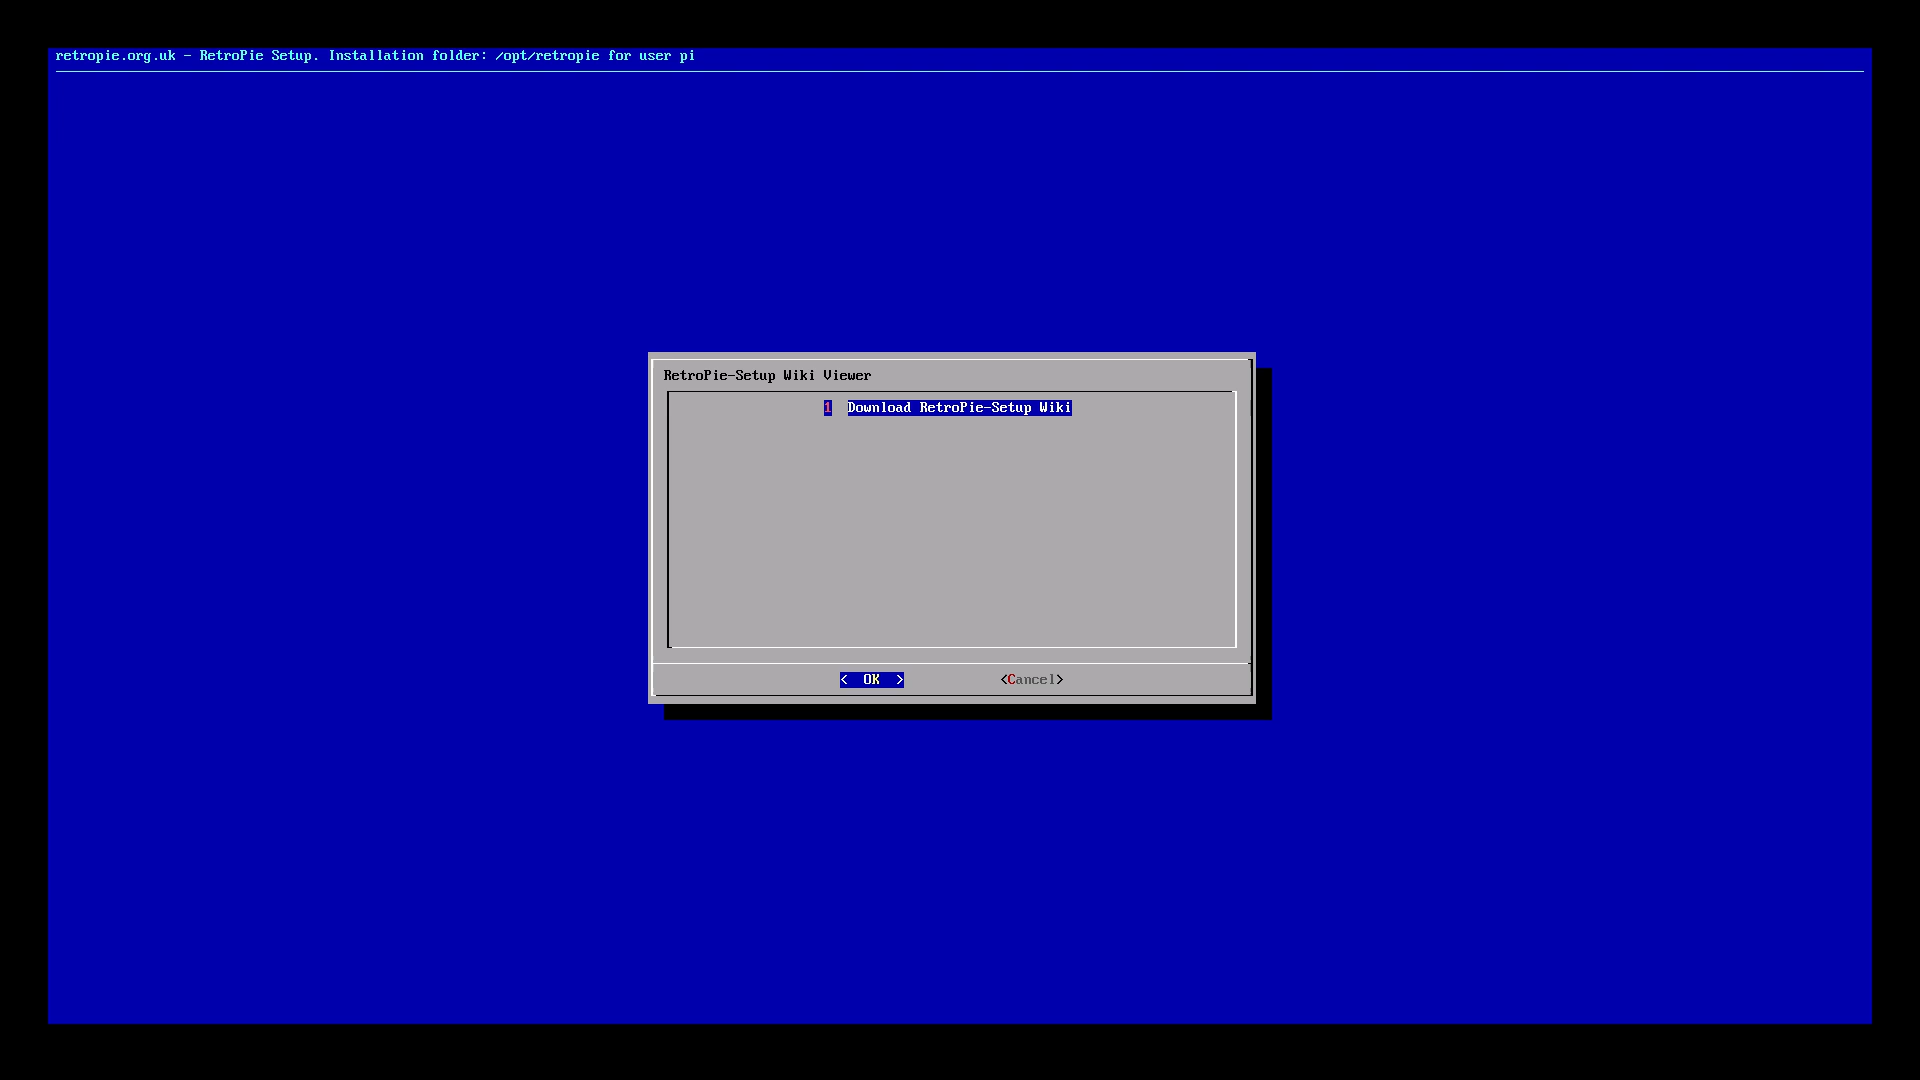 retropie.org.uk - RetroPie Setup. Installation folder: /opt/retropie for user pi
RetroPie-Setup Wiki Viewer
1 Download RetroPie-Setup Wiki
< OK > <Cancel>